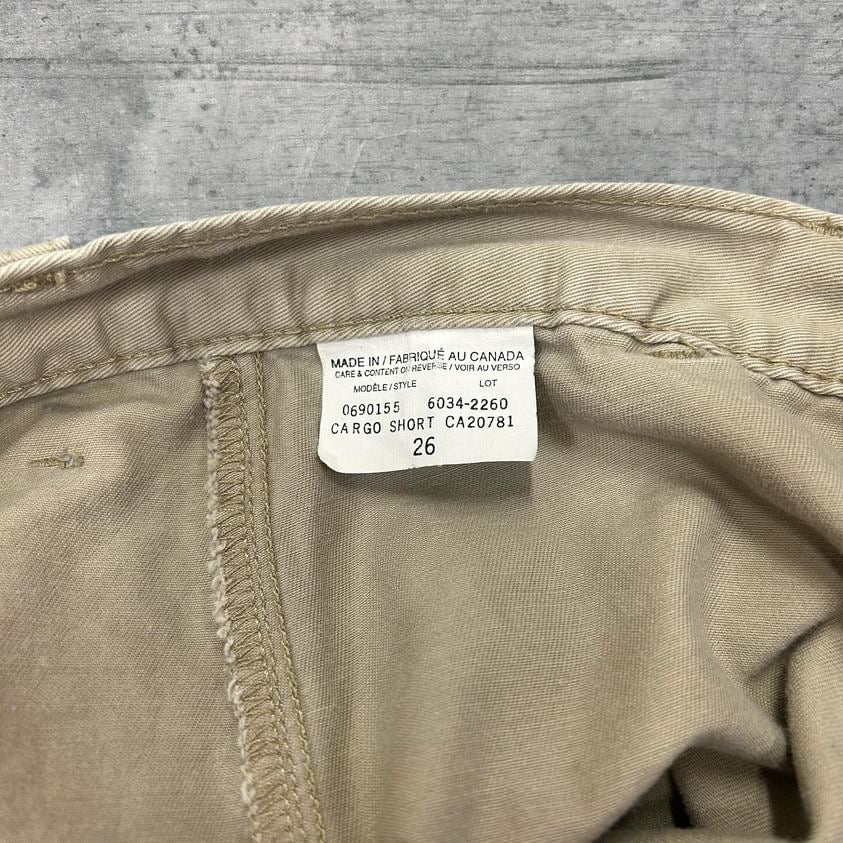 MADE IN / FABRIQUÉ AU CANADA
CARE & CONTENT ON REVERSE / VOIR AU VERSO
MODÈLE / STYLE LOT
0690155 6034-2260
CARGO SHORT CA20781
26